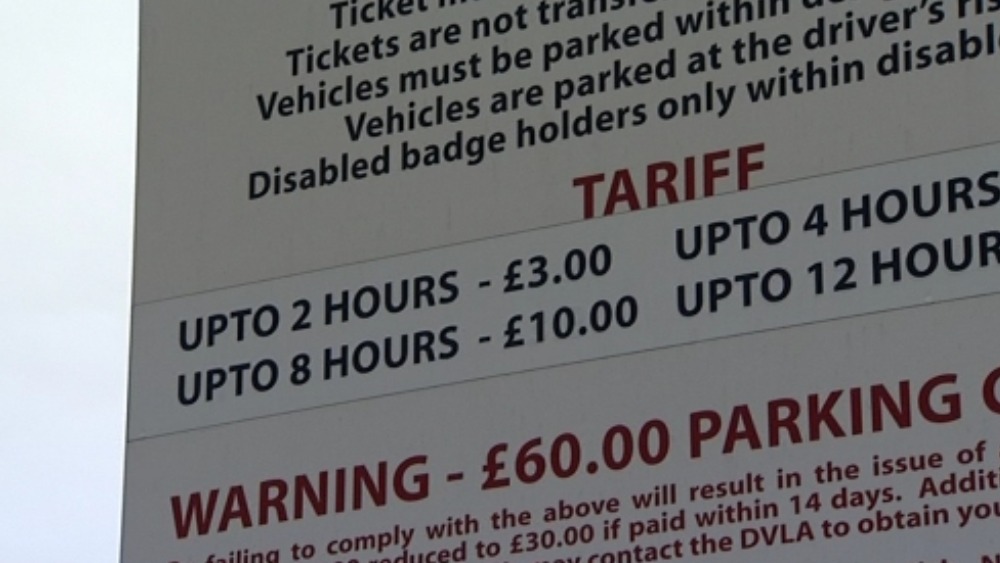 Ticket
Tickets are not
Vehicles must be parked within
Vehicles are parked at the driver's
Disabled badge holders only within
TARIFF
UPTO 2 HOURS - £3.00 UPTO 4 HOURS
UPTO 8 HOURS - £10.00 UPTO 12 HOUR
WARNING - £60.00 PARKING
failing to comply with the above will result in the issue of
reduced to £30.00 if paid within 14 days.
contact the DVLA to obtain